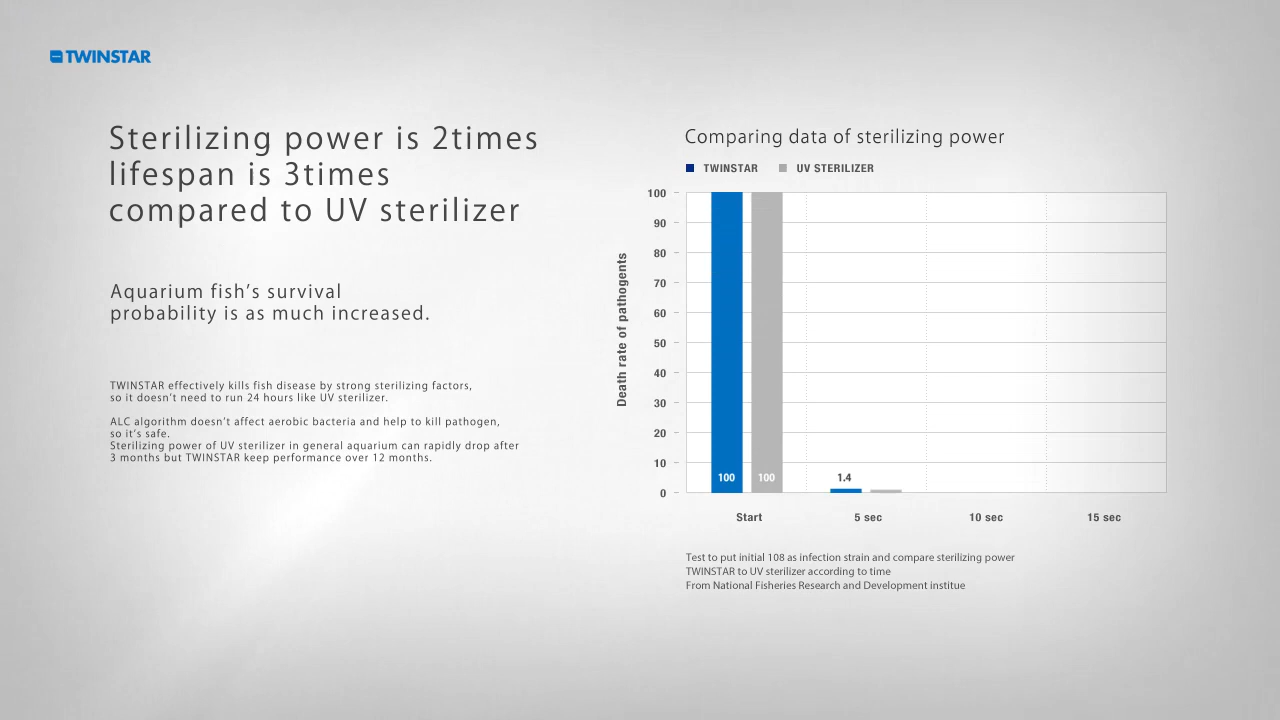 TWINSTAR
Sterilizing power is 2times
lifespan is 3times
compared to UV sterilizer
Aquarium fish's survival
probability is as much increased.
TWINSTAR effectively kills fish disease by strong sterilizing factors,
so it doesn't need to run 24 hours like UV sterilizer.
ALC algorithm doesn't affect aerobic bacteria and help to kill pathogen,
so it's safe.
Sterilizing power of UV sterilizer in general aquarium can rapidly drop after
3 months but TWINSTAR keep performance over 12 months.
Comparing data of sterilizing power
TWINSTAR UV STERILIZER
Death rate of pathogents
100
90
80
70
60
50
40
30
20
10
0
100 100 1.4
Start 5 sec 10 sec 15 sec
Test to put initial 108 as infection strain and compare sterilizing power
TWINSTAR to UV sterilizer according to time
From National Fisheries Research and Development institue